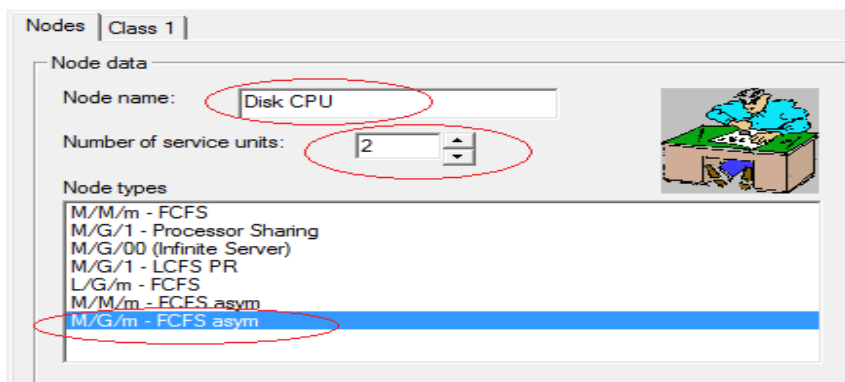 Nodes Class 1
Node data
Node name: Disk CPU
Number of service units: 2
Node types
M/M/m - FCFS
M/G/1 - Processor Sharing
M/G/00 (Infinite Server)
M/G/1 - LCFS PR
L/G/m - FCFS
M/M/m - FCFS asym
M/G/m - FCFS asym